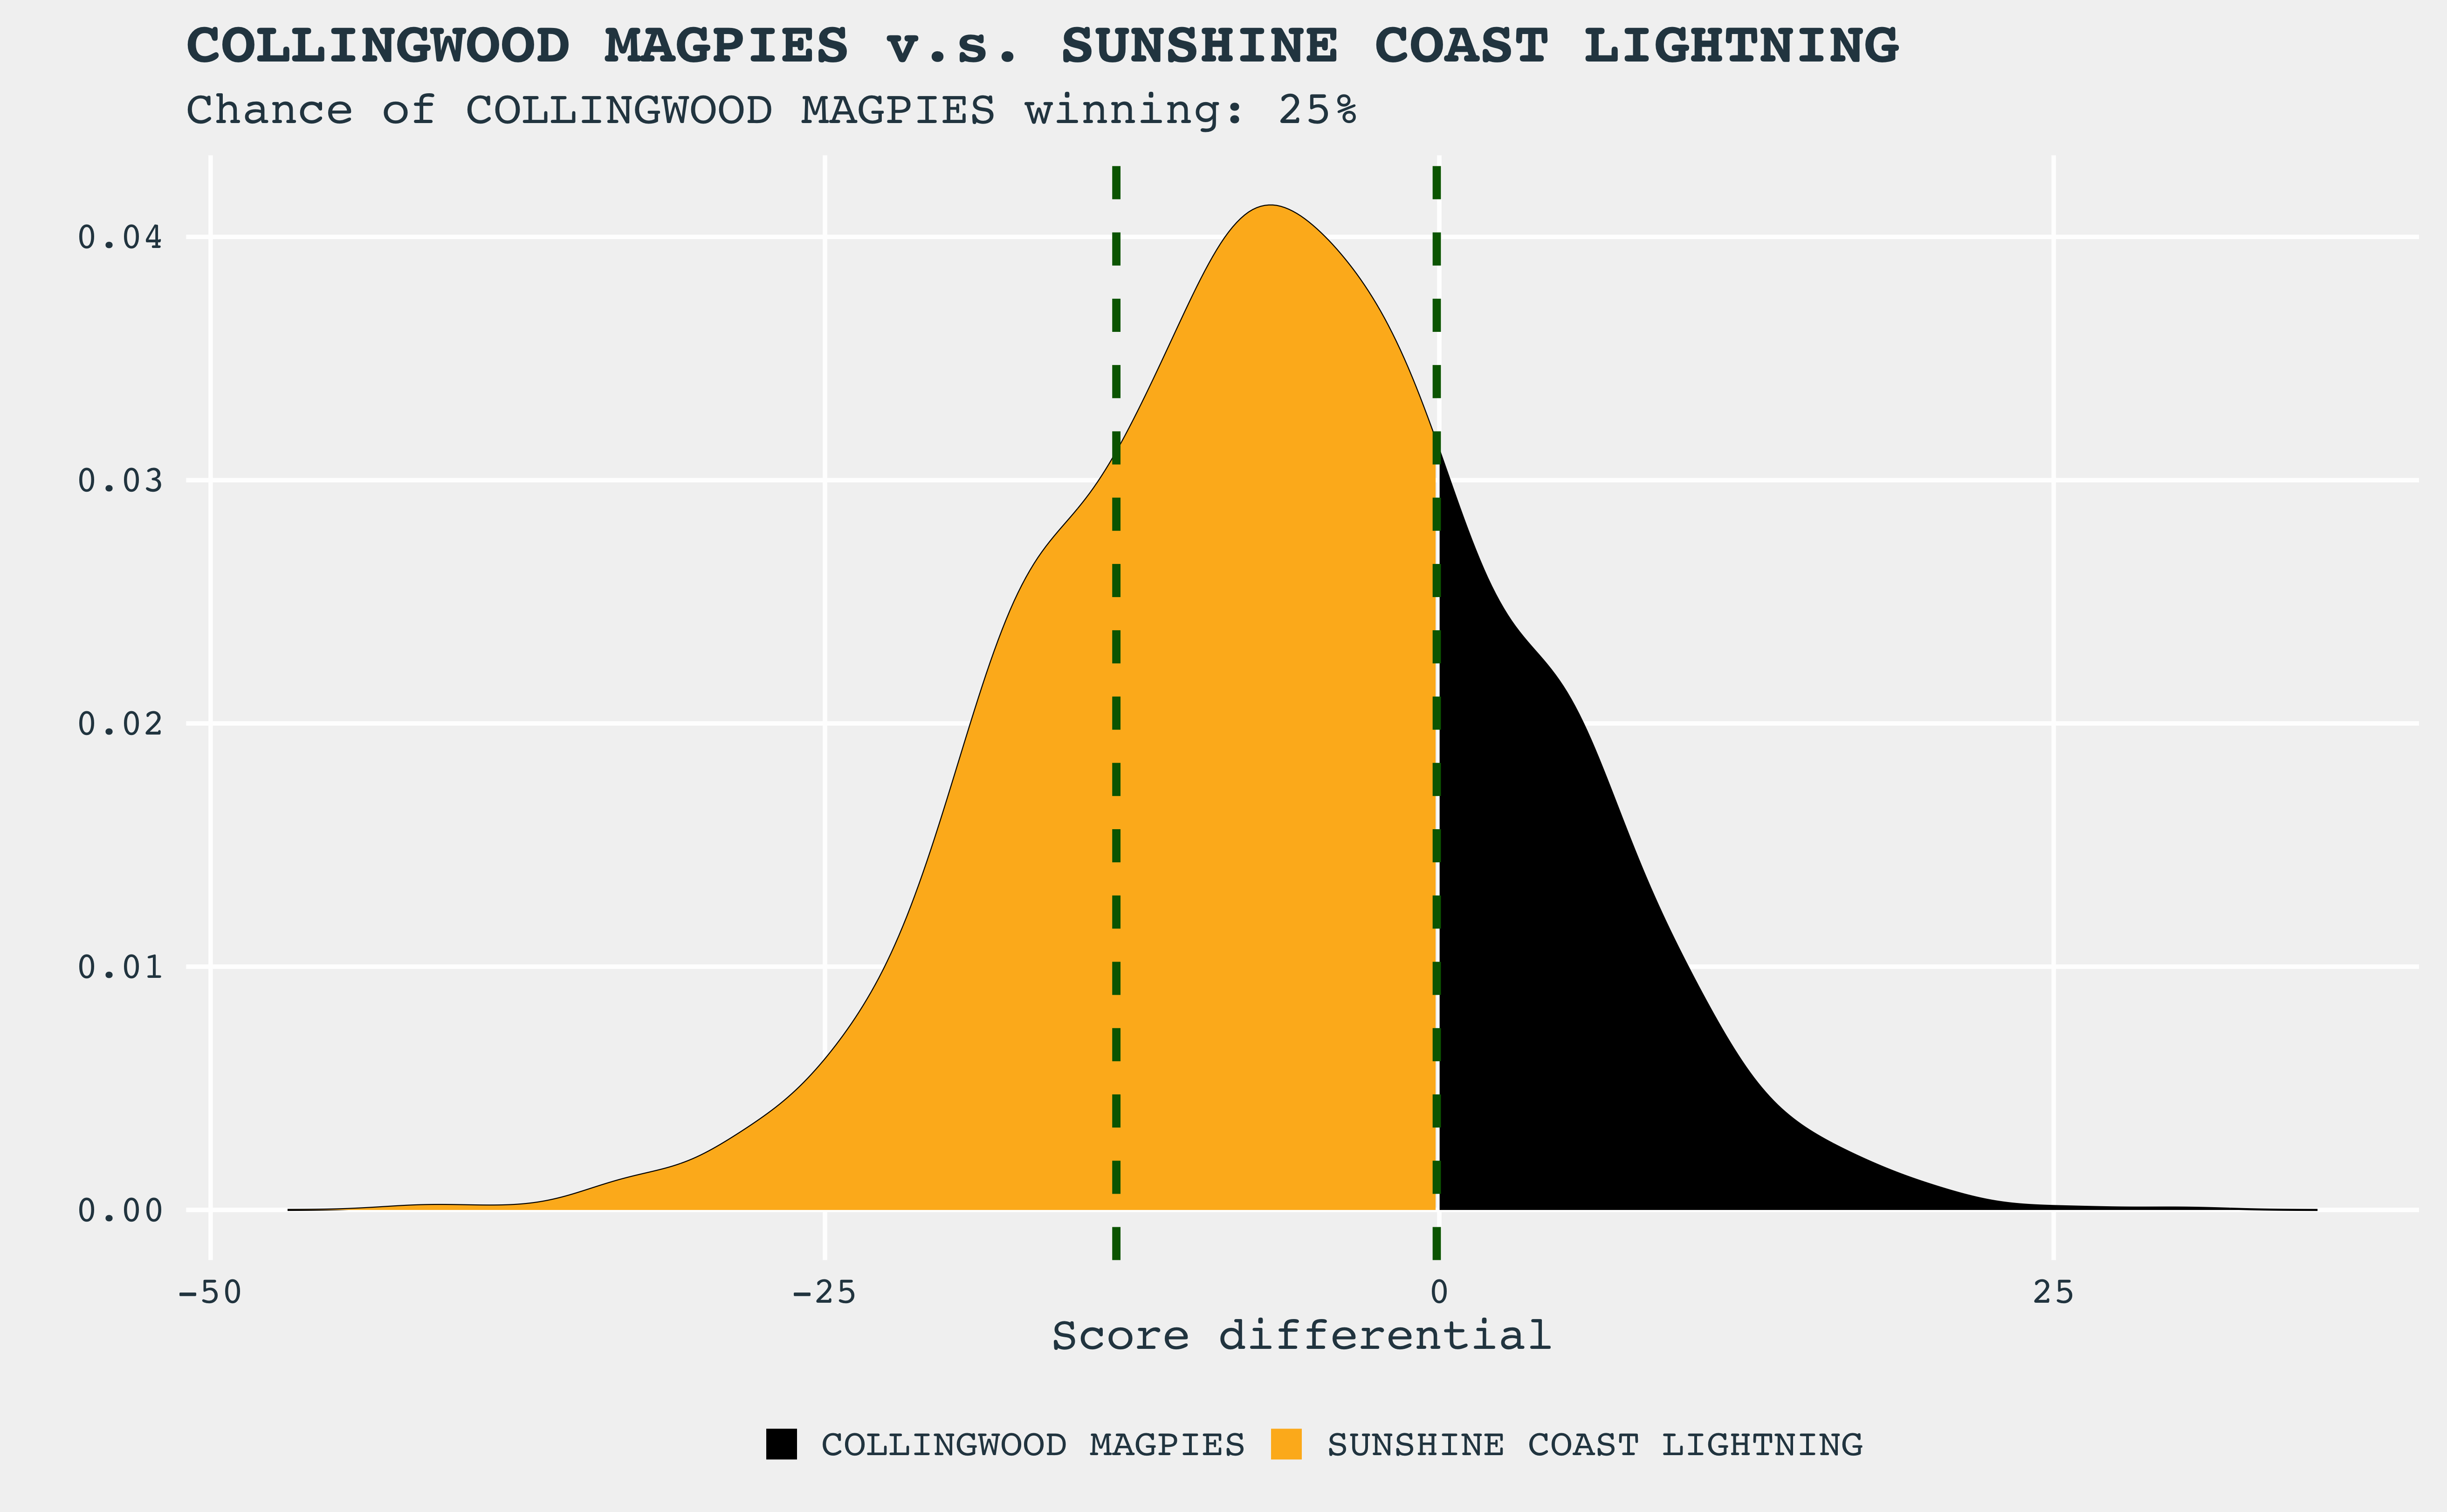 COLLINGWOOD MAGPIES v.s. SUNSHINE COAST LIGHTNING
Chance of COLLINGWOOD MAGPIES winning: 25%
0.04
0.03
0.02
0.01
0.00
-50 -25 0 25
Score differential
COLLINGWOOD MAGPIES SUNSHINE COAST LIGHTNING